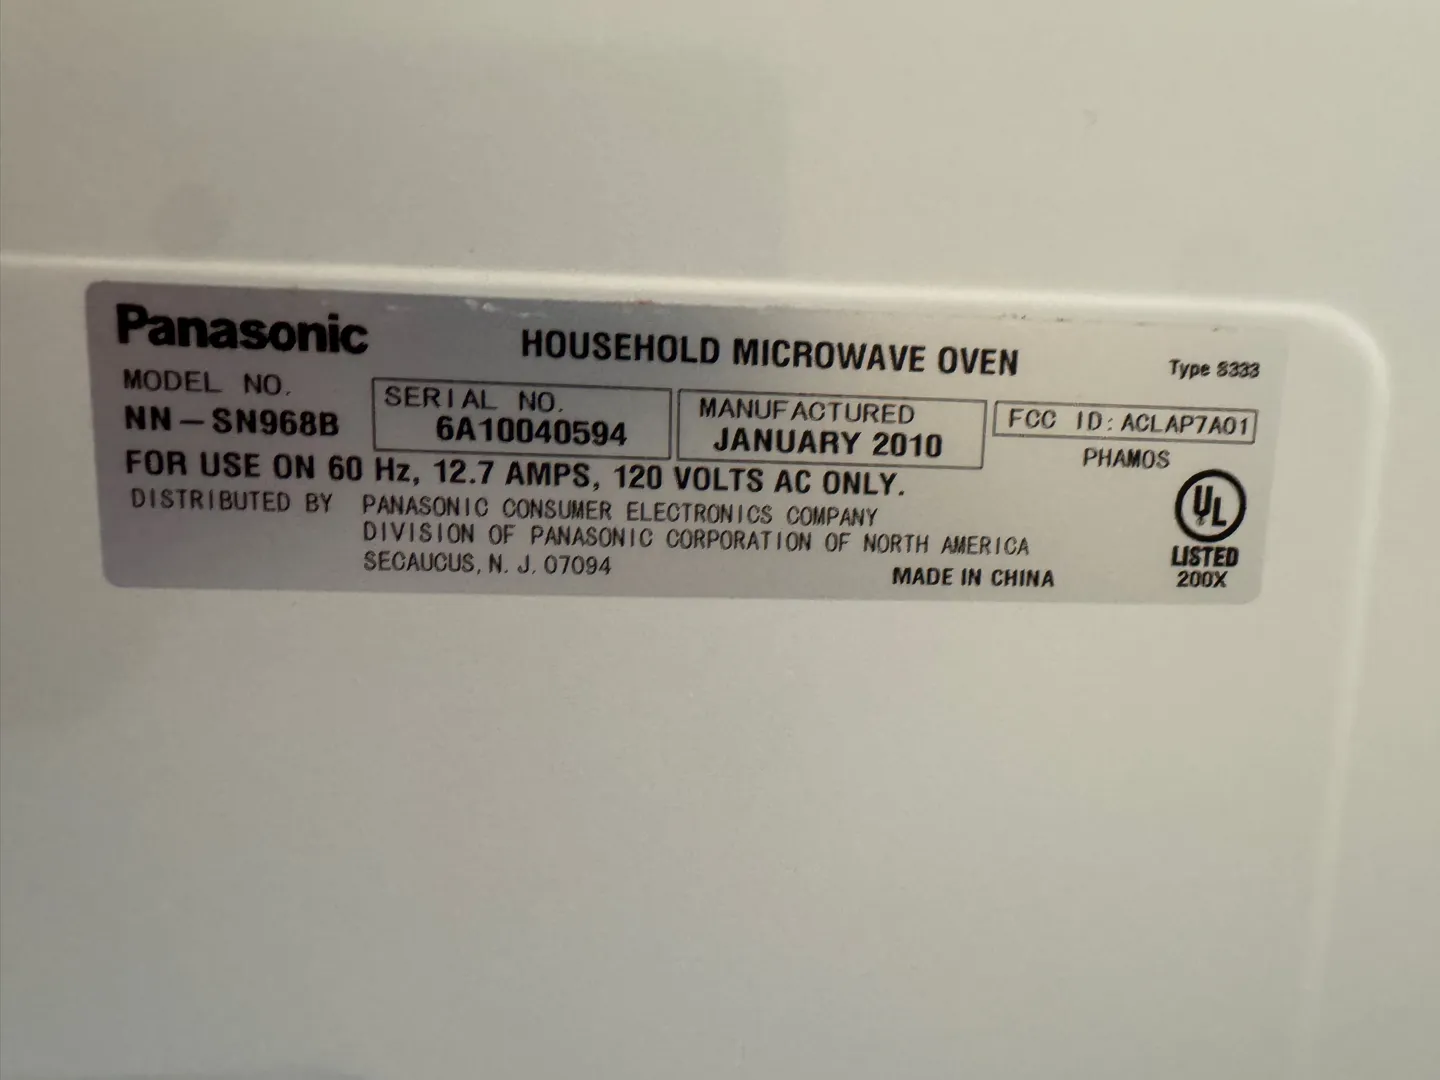 Panasonic
HOUSEHOLD MICROWAVE OVEN
Type S333
MODEL NO.
NN-SN968B
SERIAL NO.
6A10040594
MANUFACTURED
JANUARY 2010
FCC ID: ACLAP7A01
PHAMOS
FOR USE ON 60 Hz, 12.7 AMPS, 120 VOLTS AC ONLY.
DISTRIBUTED BY PANASONIC CONSUMER ELECTRONICS COMPANY
DIVISION OF PANASONIC CORPORATION OF NORTH AMERICA
SECAUCUS, N. J. 07094
MADE IN CHINA
UL
LISTED
200X